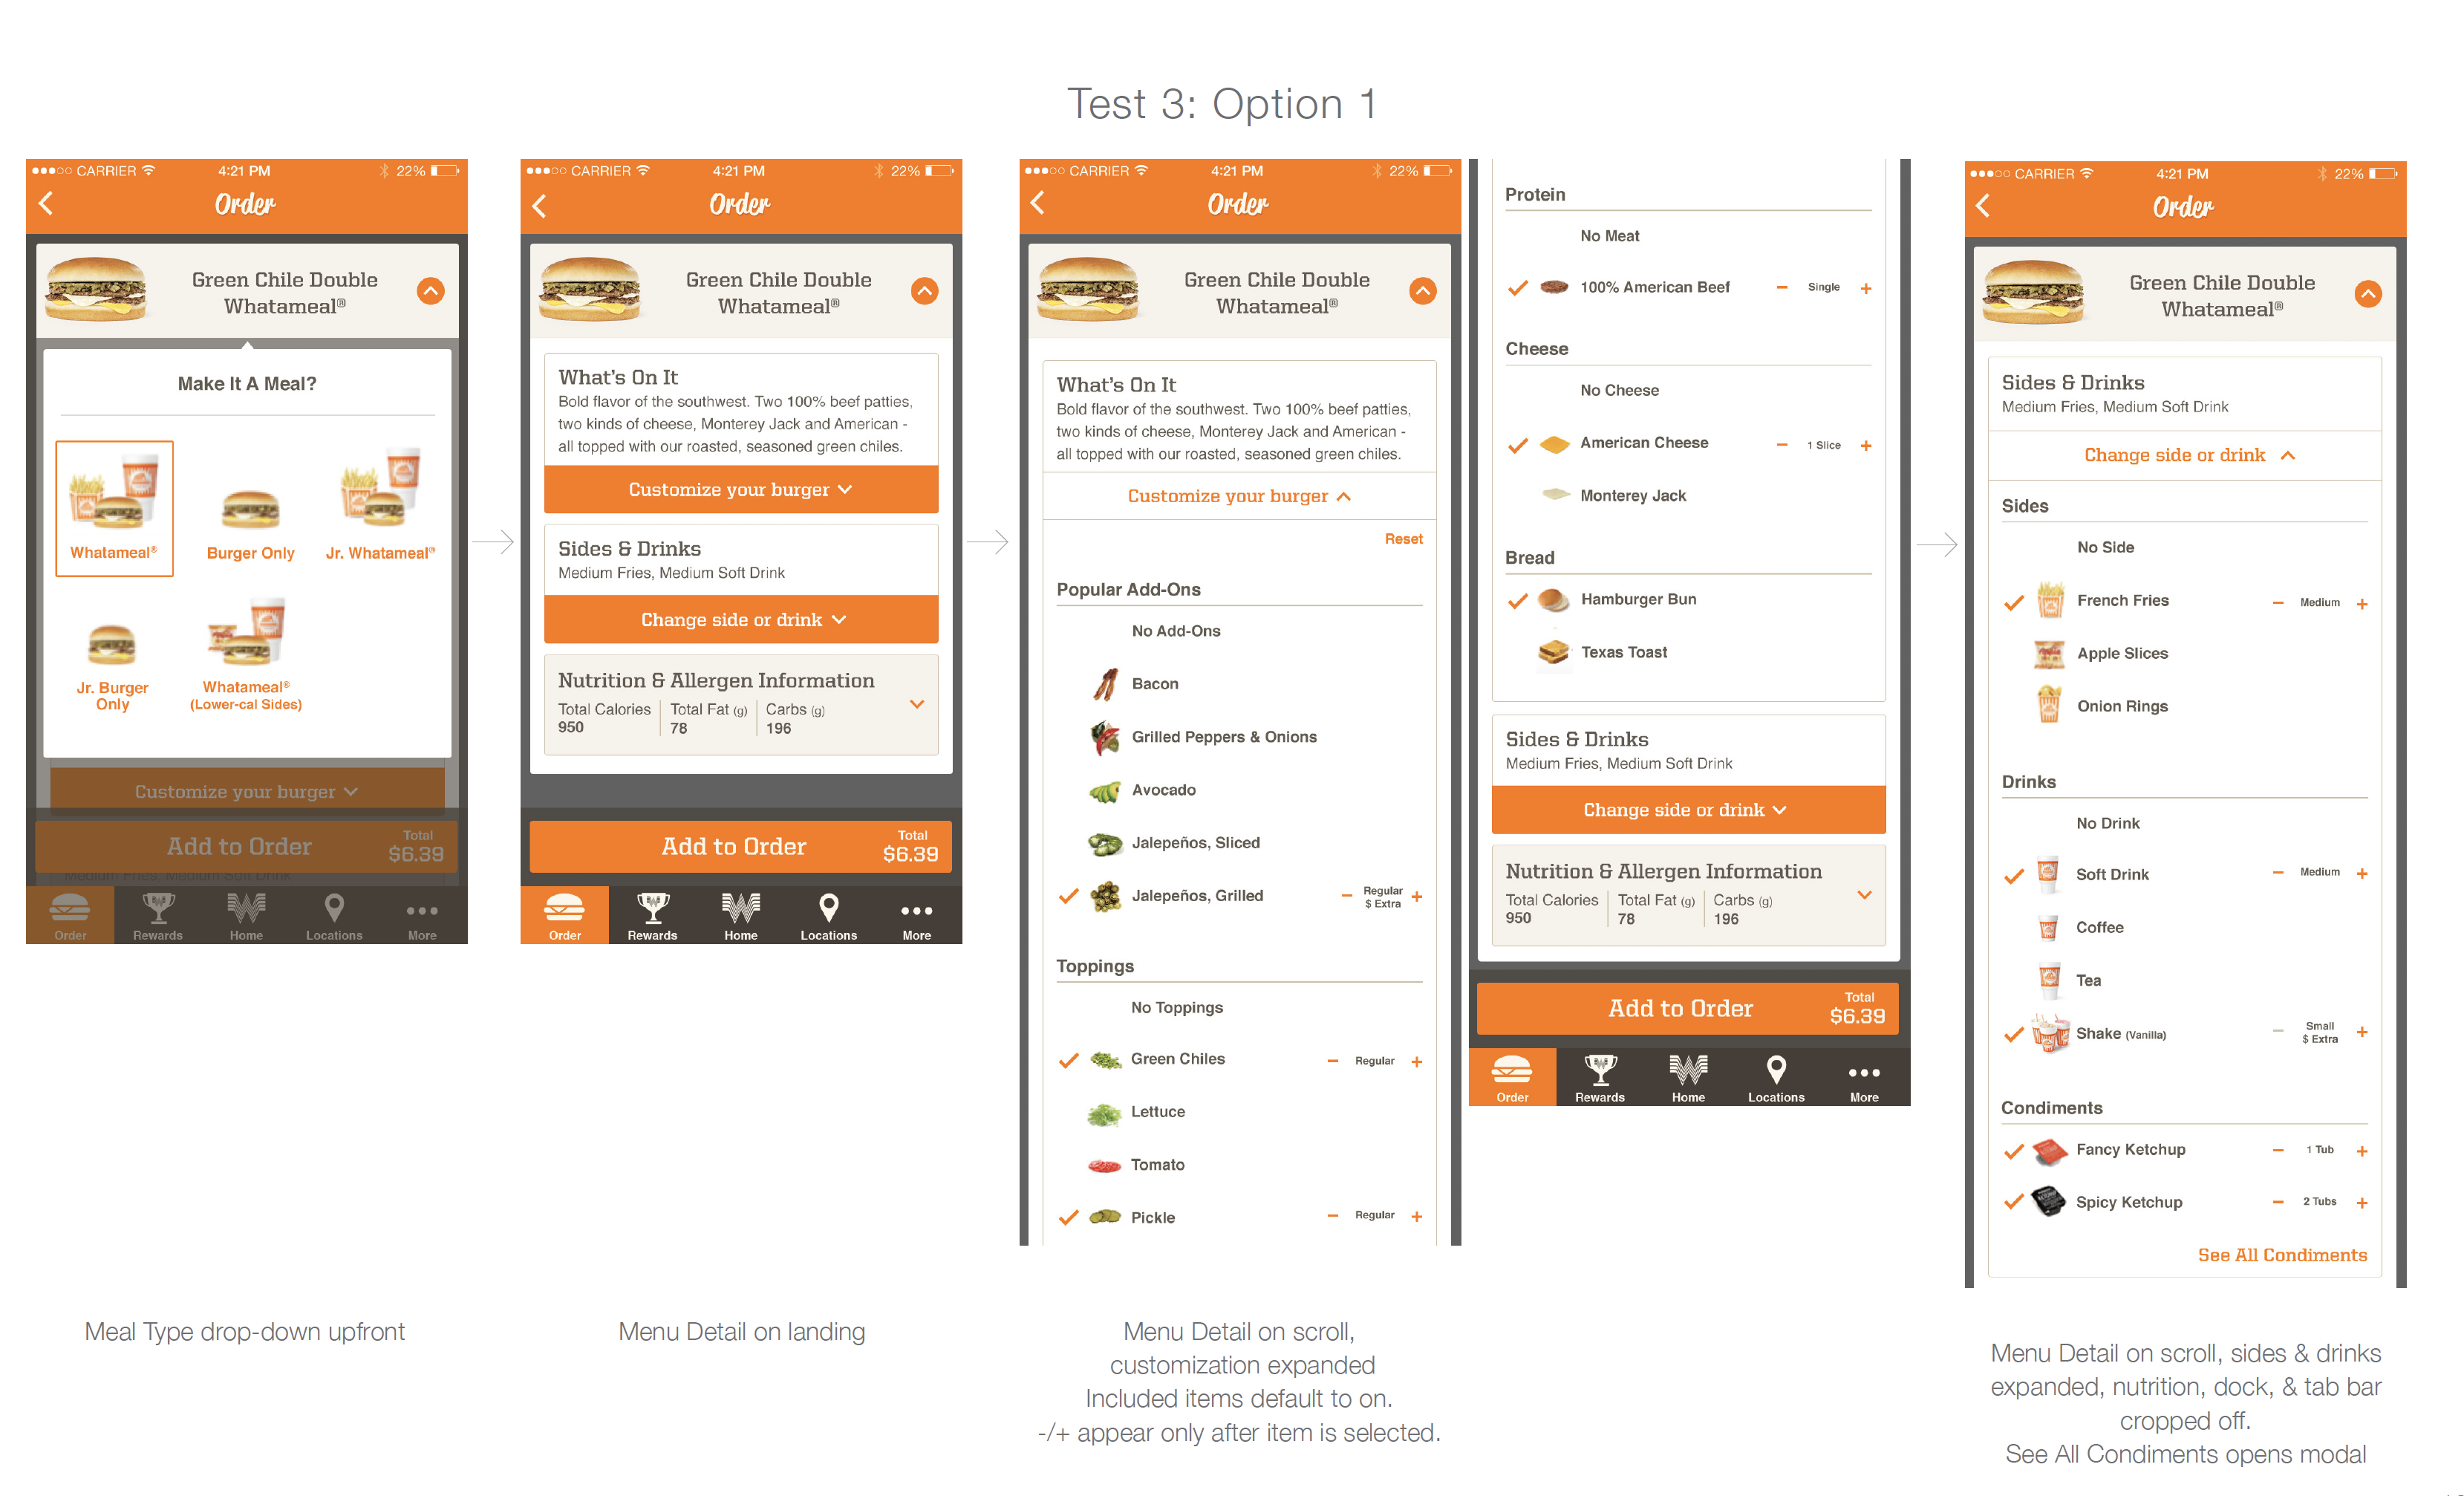 Test 3: Option 1
CARRIER 4:21 PM 22%
Order
Green Chile Double
Whatameal®
Make It A Meal?
Whatameal® Burger Only Jr. Whatameal®
Jr. Burger
Only
Whatameal®
(Lower-cal Sides)
Customize your burger
Add to Order Total
$6.39
Medium Fries, Medium Soft Drink
Order Rewards Home Locations More
Meal Type drop-down upfront
CARRIER 4:21 PM 22%
Order
Green Chile Double
Whatameal®
What's On It
Bold flavor of the southwest. Two 100% beef patties,
two kinds of cheese, Monterey Jack and American -
all topped with our roasted, seasoned green chiles.
Customize your burger
Sides & Drinks
Medium Fries, Medium Soft Drink
Change side or drink
Nutrition & Allergen Information
Total Calories Total Fat (g) Carbs (g)
950 78 196
Add to Order Total
$6.39
Order Rewards Home Locations More
Menu Detail on landing
CARRIER 4:21 PM 22%
Order
Green Chile Double
Whatameal®
What's On It
Bold flavor of the southwest. Two 100% beef patties,
two kinds of cheese, Monterey Jack and American -
all topped with our roasted, seasoned green chiles.
Customize your burger
Reset
Popular Add-Ons
No Add-Ons
Bacon
Grilled Peppers & Onions
Avocado
Jalepeños, Sliced
Jalepeños, Grilled - Regular
$ Extra +
Toppings
No Toppings
Green Chiles - Regular +
Lettuce
Tomato
Pickle - Regular +
Menu Detail on scroll,
customization expanded
Included items default to on.
-/+ appear only after item is selected.
Protein
No Meat
100% American Beef - Single +
Cheese
No Cheese
American Cheese - 1 Slice +
Monterey Jack
Bread
Hamburger Bun
Texas Toast
Sides & Drinks
Medium Fries, Medium Soft Drink
Change side or drink
Nutrition & Allergen Information
Total Calories Total Fat (g) Carbs (g)
950 78 196
Add to Order Total
$6.39
Order Rewards Home Locations More
CARRIER 4:21 PM 22%
Order
Green Chile Double
Whatameal®
Sides & Drinks
Medium Fries, Medium Soft Drink
Change side or drink
Sides
No Side
French Fries - Medium +
Apple Slices
Onion Rings
Drinks
No Drink
Soft Drink - Medium +
Coffee
Tea
Shake (Vanilla) - Small
$ Extra +
Condiments
Fancy Ketchup - 1 Tub +
Spicy Ketchup - 2 Tubs +
See All Condiments
Menu Detail on scroll, sides & drinks
expanded, nutrition, dock, & tab bar
cropped off.
See All Condiments opens modal